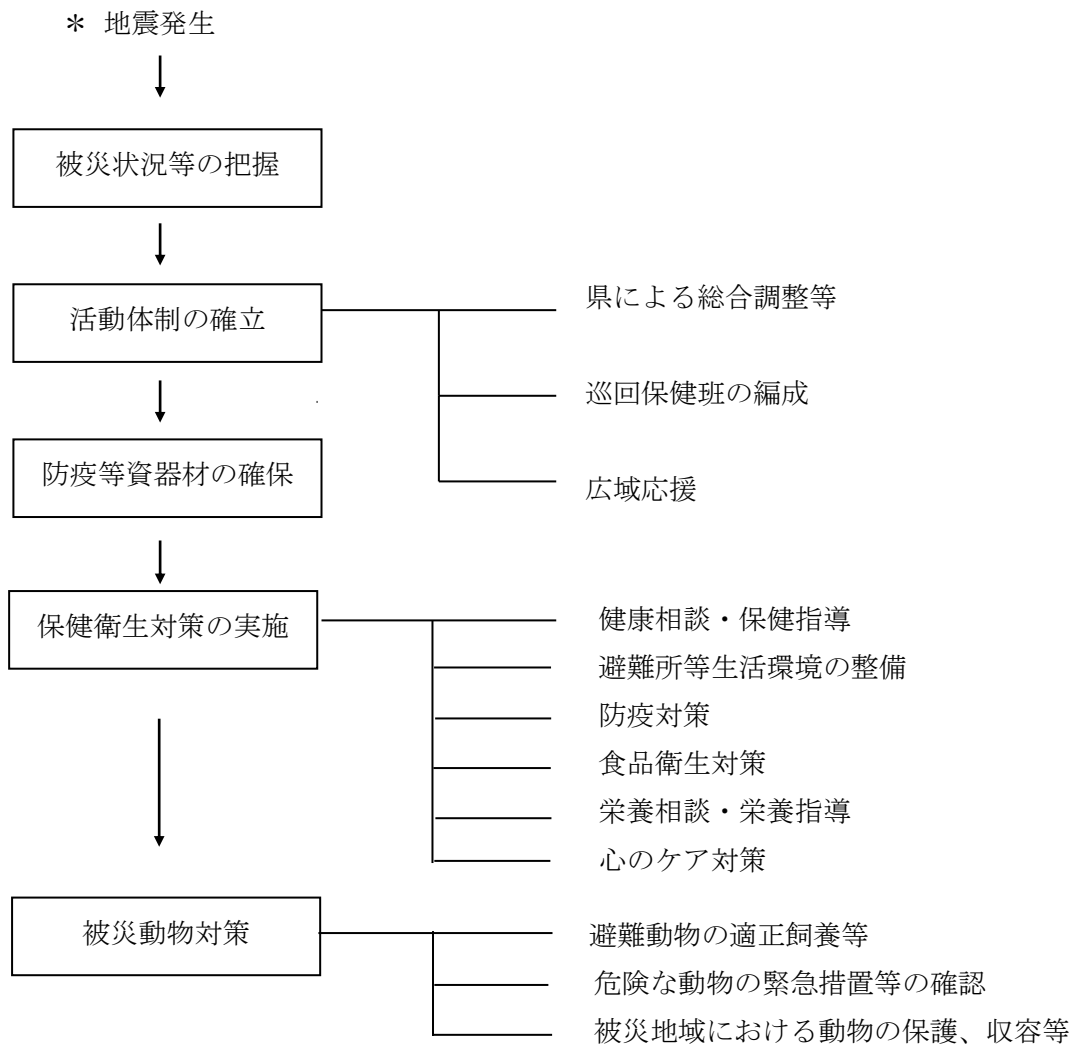 ＊ 地震発生
被災状況等の把握
活動体制の確立
県による総合調整等
巡回保健班の編成
広域応援
防疫等資器材の確保
保健衛生対策の実施
健康相談・保健指導
避難所等生活環境の整備
防疫対策
食品衛生対策
栄養相談・栄養指導
心のケア対策
被災動物対策
避難動物の適正飼養等
危険な動物の緊急措置等の確認
被災地域における動物の保護、収容等